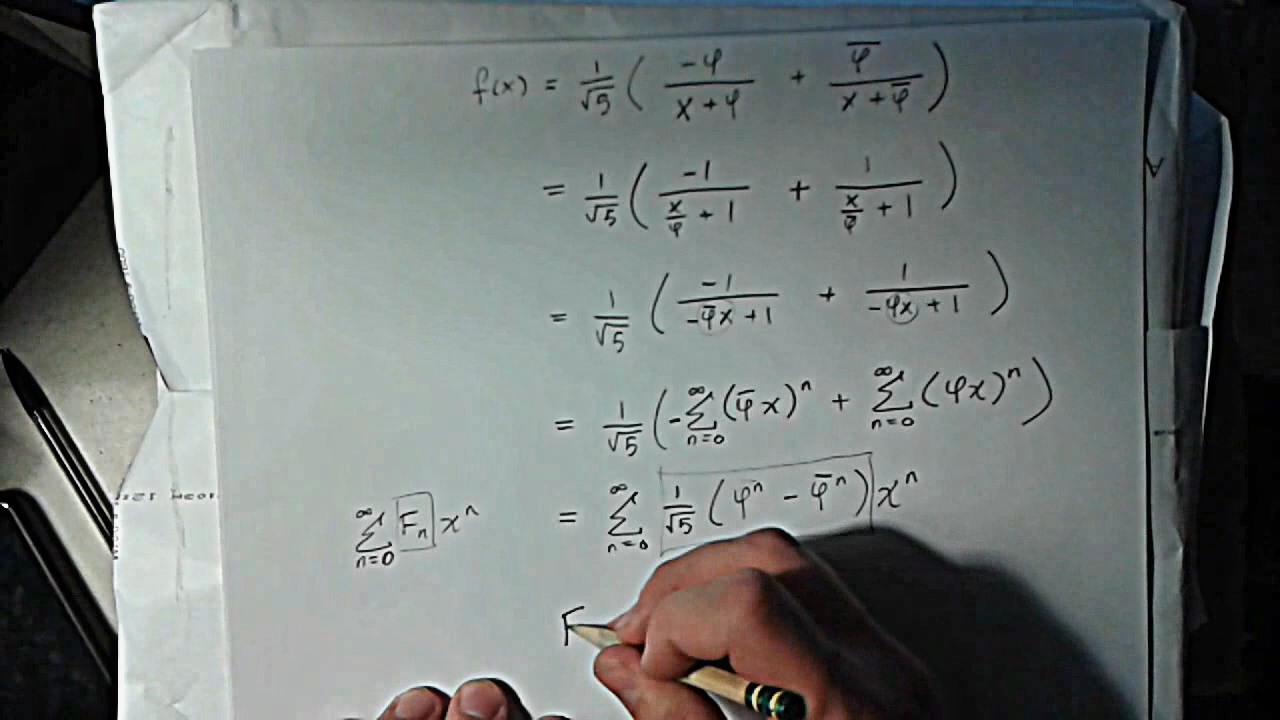 f(x) = 1/√5 ( -φ/(x + φ) + φ̄/(x + φ̄) )
= 1/√5 ( -1/(x/φ + 1) + 1/(x/φ̄ + 1) )
= 1/√5 ( -1/(-φ̄x + 1) + 1/(-φx + 1) )
= 1/√5 ( -∑_{n=0}^{∞} (φ̄x)^n + ∑_{n=0}^{∞} (φx)^n )
∑_{n=0}^{∞} F_n x^n = ∑_{n=0}^{∞} 1/√5 (φ^n - φ̄^n) x^n
F